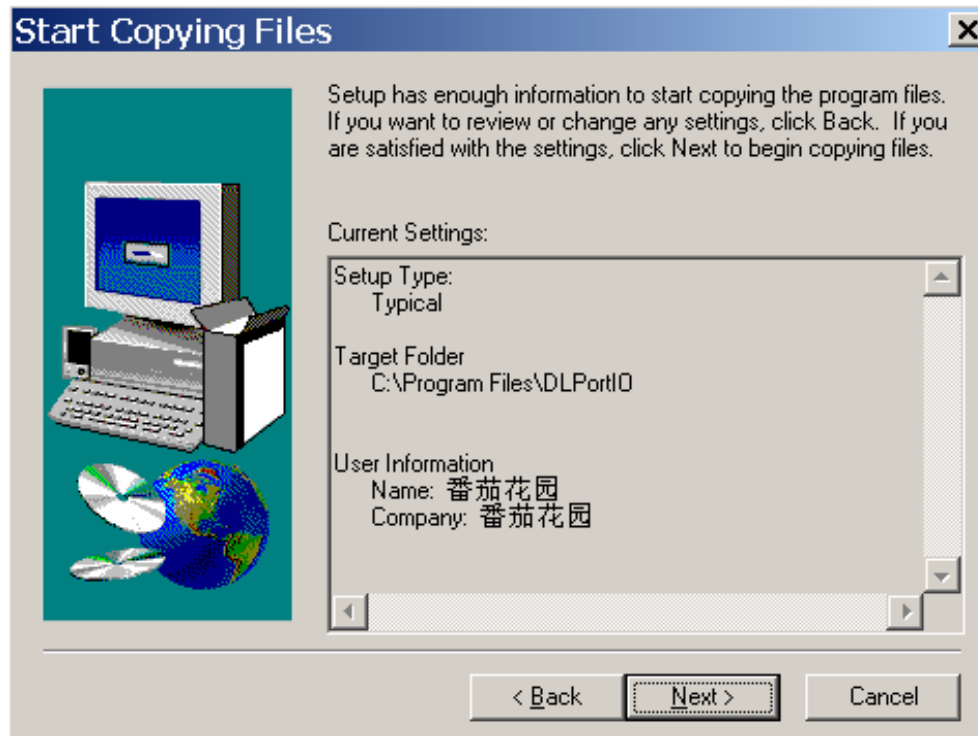 Start Copying Files
Setup has enough information to start copying the program files.
If you want to review or change any settings, click Back. If you
are satisfied with the settings, click Next to begin copying files.
Current Settings:
Setup Type:
Typical
Target Folder
C:\Program Files\DLPortIO
User Information
Name: 番茄花园
Company: 番茄花园
< Back
Next >
Cancel